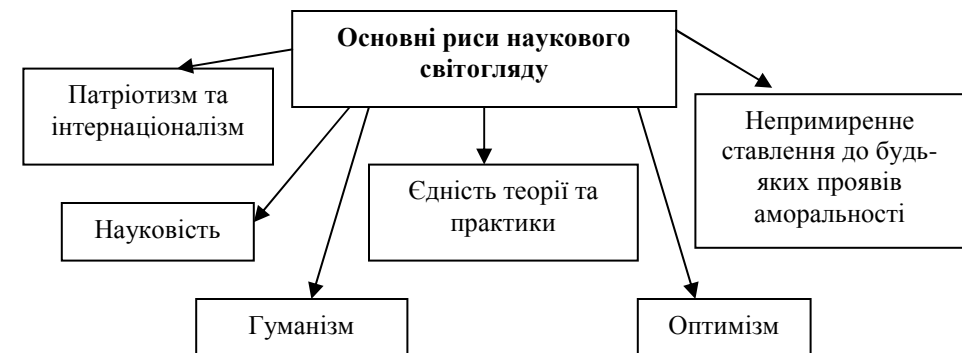 Основні риси наукового
світогляду
Патріотизм та
інтернаціоналізм
Непримиренне
ставлення до будь-
яких проявів
аморальності
Єдність теорії та
практики
Науковість
Гуманізм
Оптимізм